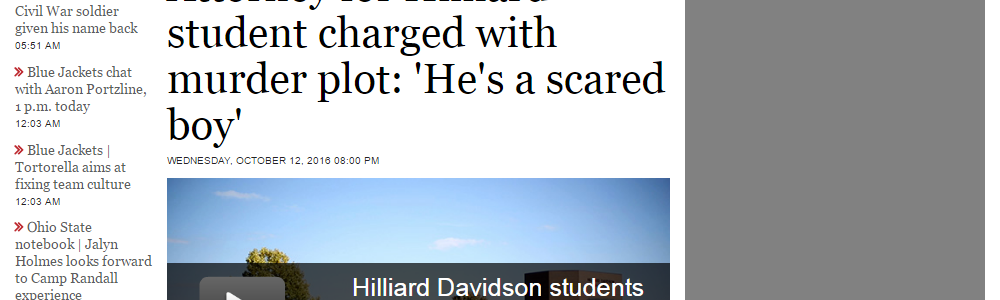 Civil War soldier
given his name back
05:51 AM
Blue Jackets chat
with Aaron Portzline,
1 p.m. today
12:03 AM
Blue Jackets |
Tortorella aims at
fixing team culture
12:03 AM
Ohio State
notebook | Jalyn
Holmes looks forward
to Camp Randall
experience
Attorney for Hilliard
student charged with
murder plot: 'He's a scared
boy'
WEDNESDAY, OCTOBER 12, 2016 08:00 PM
Hilliard Davidson students